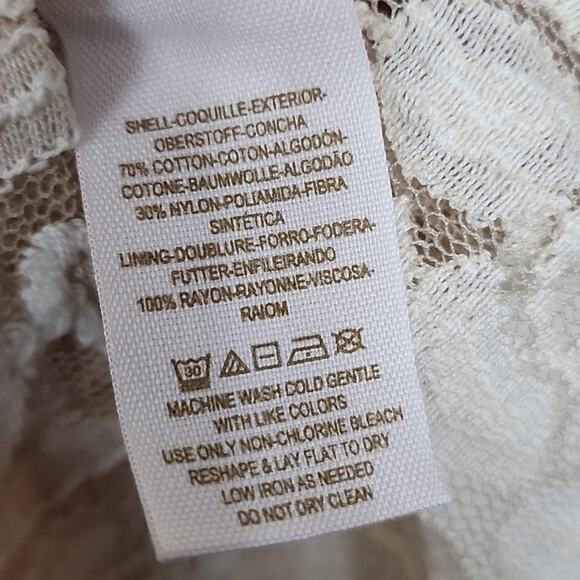 SHELL-COQUILLE-EXTERIOR-
OBERSTOFF-CONCHA
70% COTTON-COTON-ALGODÓN-
COTONE-BAUMWOLLE-ALGODÃO
30% NYLON-POLIAMIDA-FIBRA
SINTÉTICA
LINING-DOUBLURE-FORRO-FODERA-
FUTTER-ENFILEIRANDO
100% RAYON-RAYONNE-VISCOSA-
RAIOM
30
MACHINE WASH COLD GENTLE
WITH LIKE COLORS
USE ONLY NON-CHLORINE BLEACH
RESHAPE & LAY FLAT TO DRY
LOW IRON AS NEEDED
DO NOT DRY CLEAN